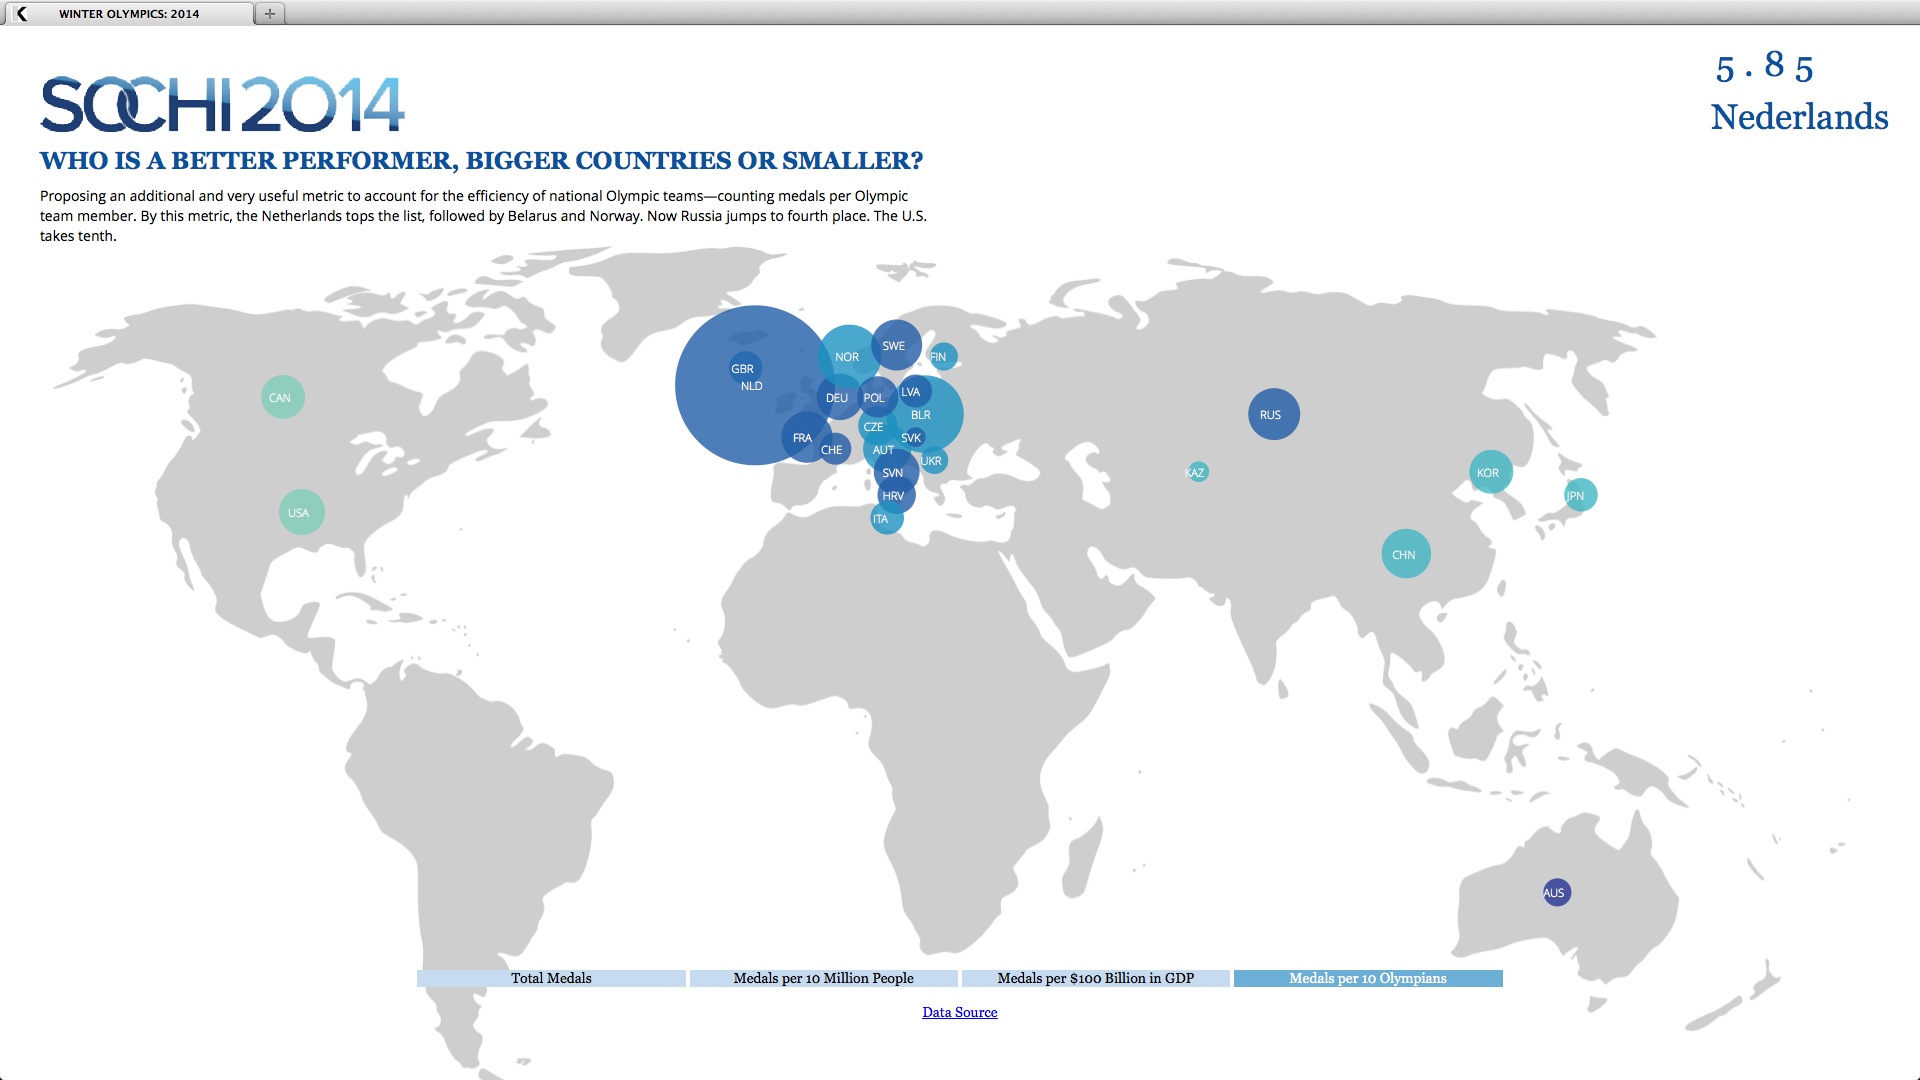 WINTER OLYMPICS: 2014
5.85
Nederlands
SOCHI 2014
WHO IS A BETTER PERFORMER, BIGGER COUNTRIES OR SMALLER?
Proposing an additional and very useful metric to account for the efficiency of national Olympic teams—counting medals per Olympic
team member. By this metric, the Netherlands tops the list, followed by Belarus and Norway. Now Russia jumps to fourth place. The U.S.
takes tenth.
SWE
NOR
FIN
GBR
NLD
LVA
CAN
DEU
POL
BLR
RUS
CZE
FRA
SVK
CHE
AUT
UKR
SVN
KAZ
KOR
HRV
JPN
USA
ITA
CHN
AUS
Total Medals
Medals per 10 Million People
Medals per $100 Billion in GDP
Medals per 10 Olympians
Data Source